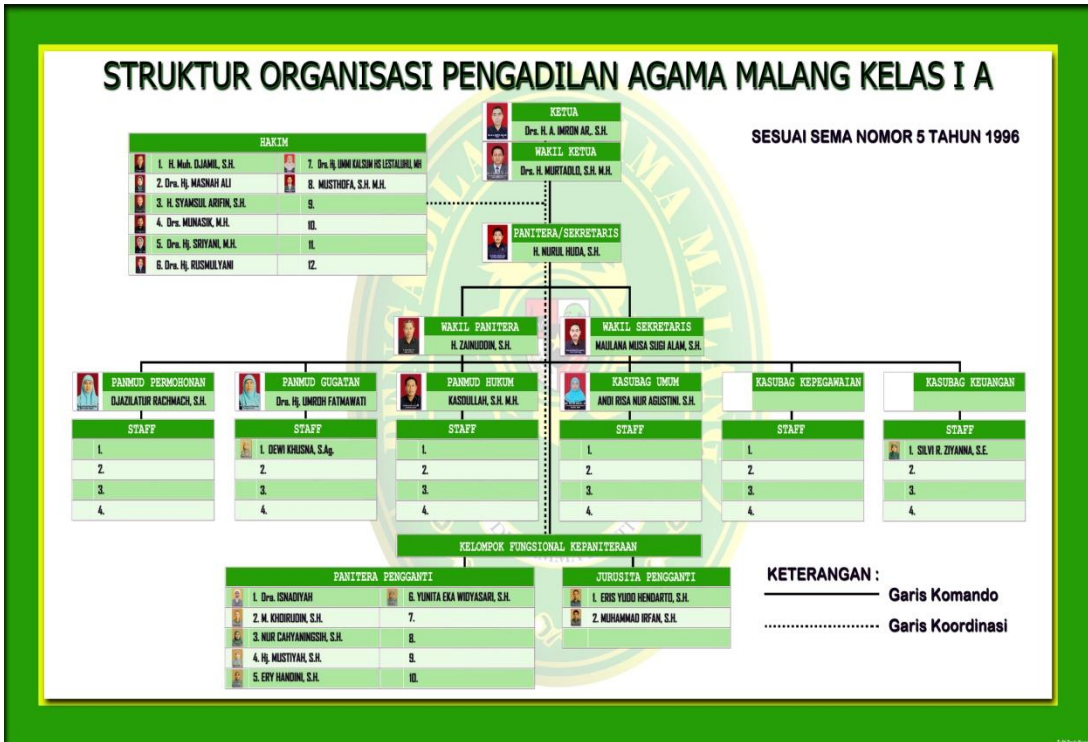 STRUKTUR ORGANISASI PENGADILAN AGAMA MALANG KELAS I A
SESUAI SEMA NOMOR 5 TAHUN 1996
KETUA
Drs. H. A. IMRON AR,. S.H.
WAKIL KETUA
Drs. H. MURTADLO, S.H. M.H.
HAKIM
1. H. Muh. DJAMIL, S.H.
2. Dra. Hj. MASNAH ALI
3. H. SYAMSUL ARIFIN, S.H.
4. Drs. MUNASIK, M.H.
5. Dra. Hj. SRIYANI, M.H.
6. Dra. Hj. RUSMULYANI
7. Dra. Hj. UMMI KALSUM HS LESTALUHU, MH
8. MUSTHOFA, S.H. M.H.
9.
10.
11.
12.
PANITERA/SEKRETARIS
H. NURUL HUDA, S.H.
WAKIL PANITERA
H. ZAINUDDIN, S.H.
WAKIL SEKRETARIS
MAULANA MUSA SUGI ALAM, S.H.
PANMUD PERMOHONAN
DJAZILATUR RACHMACH, S.H.
STAFF
1.
2.
3.
4.
PANMUD GUGATAN
Dra. Hj. UMROH FATMAWATI
STAFF
1. DEWI KHUSNA, S.Ag.
2.
3.
4.
PANMUD HUKUM
KASDULLAH, S.H. M.H.
STAFF
1.
2.
3.
4.
KASUBAG UMUM
ANDI RISA NUR AGUSTINI. S.H.
STAFF
1.
2.
3.
4.
KASUBAG KEPEGAWAIAN
STAFF
1.
2.
3.
4.
KASUBAG KEUANGAN
STAFF
1. SILVI R. ZIYANNA, S.E.
2.
3.
4.
KELOMPOK FUNGSIONAL KEPANITERAAN
PANITERA PENGGANTI
1. Dra. ISNADIYAH
2. M. KHOIRUDIN, S.H.
3. NUR CAHYANINGSIH, S.H.
4. Hj. MUSTIYAH, S.H.
5. ERY HANDINI, S.H.
6. YUNITA EKA WIDYASARI, S.H.
7.
8.
9.
10.
JURUSITA PENGGANTI
1. ERIS YUDO HENDARTO, S.H.
2. MUHAMMAD IRFAN, S.H.
KETERANGAN :
Garis Komando
Garis Koordinasi
PENGADILAN AGAMA MALANG